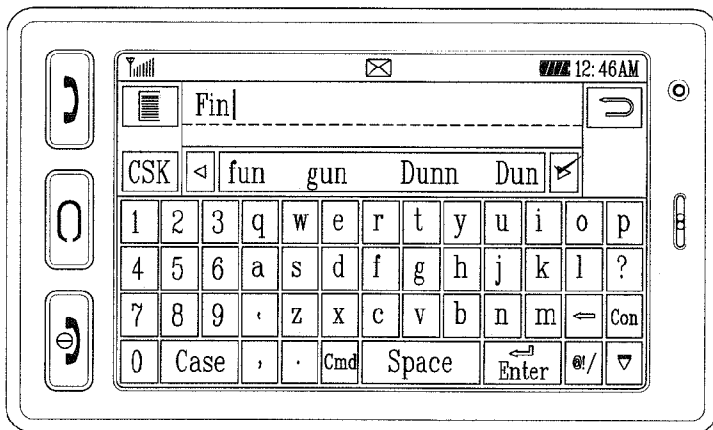 12:46AM
Fin
CSK fun gun Dunn Dun
1 2 3 q w e r t y u i o p
4 5 6 a s d f g h j k l ?
7 8 9 ‘ z x c v b n m ⇐ Con
0 Case , . Cmd Space Enter @!/ ▽